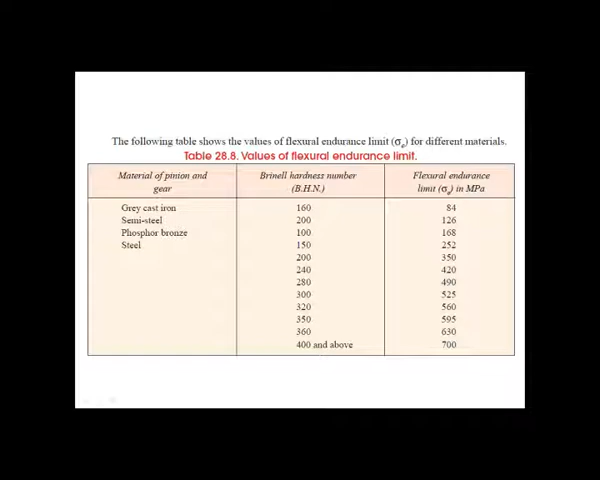 The following table shows the values of flexural endurance limit (σe) for different materials.
Table 28.8. Values of flexural endurance limit.
Material of pinion and gear	Brinell hardness number (B.H.N.)	Flexural endurance limit (σe) in MPa
Grey cast iron	160	84
Semi-steel	200	126
Phosphor bronze	100	168
Steel	150	252
200	350
240	420
280	490
300	525
320	560
350	595
360	630
400 and above	700